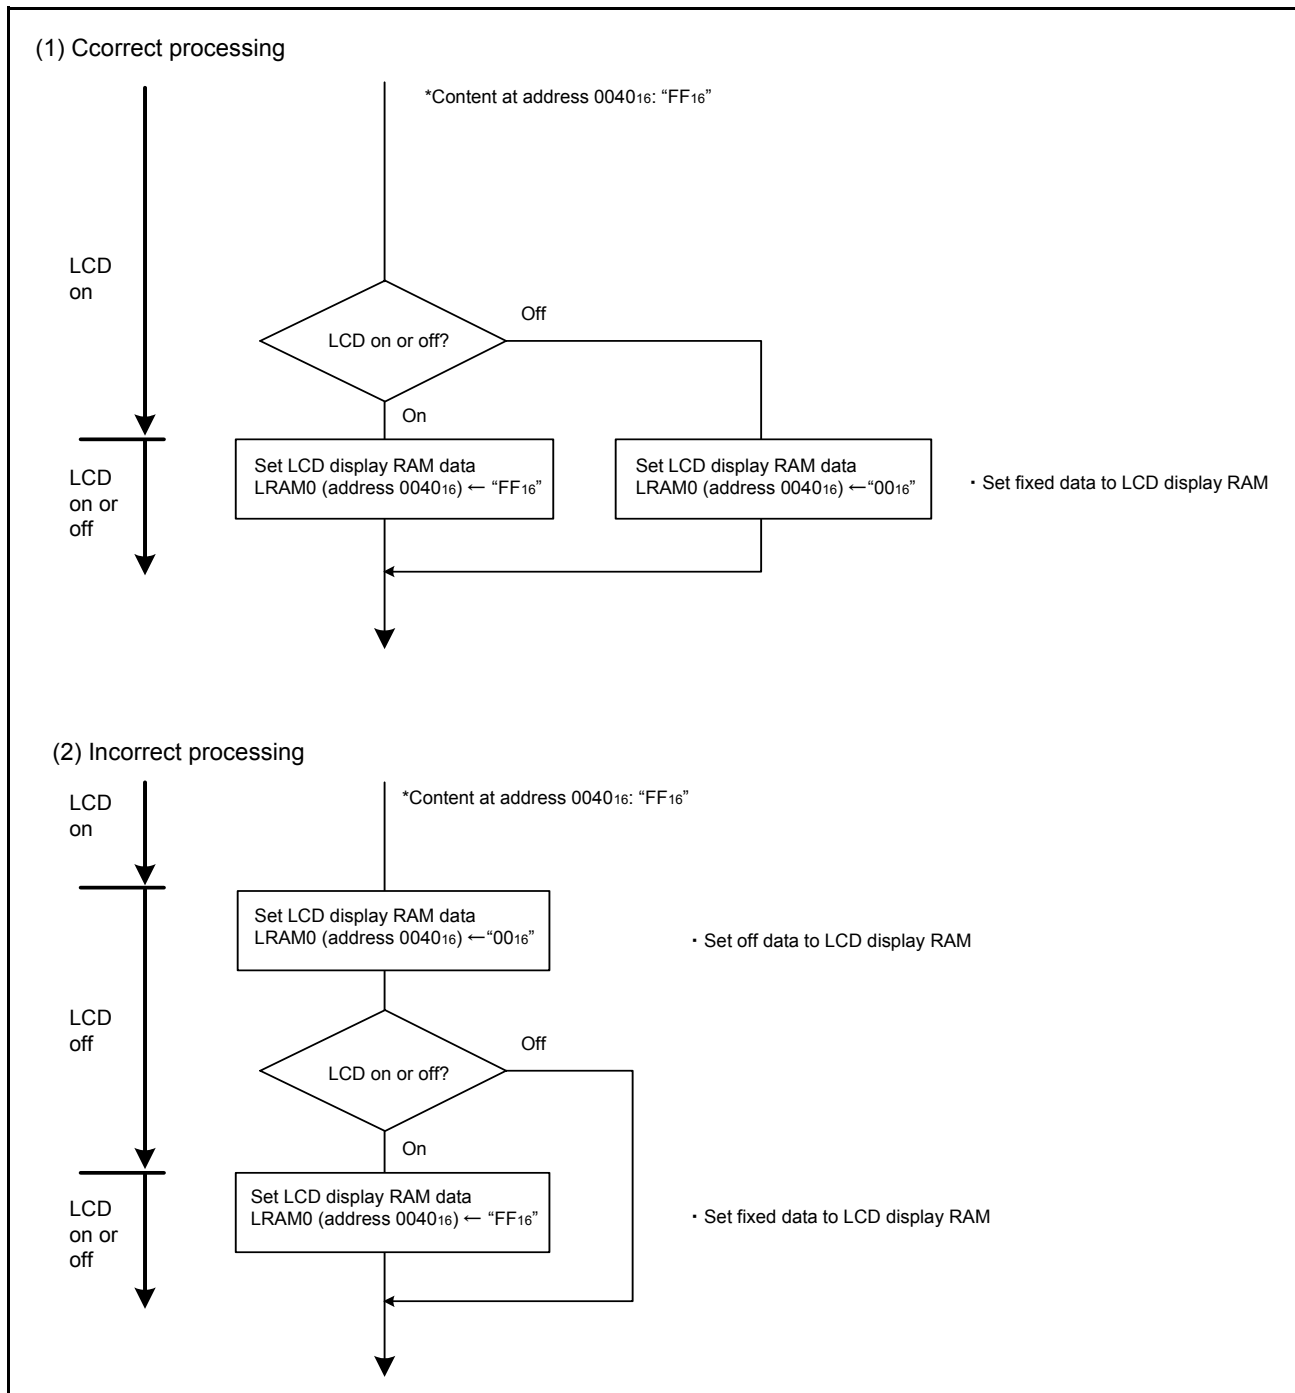 (1) Ccorrect processing
*Content at address 0040₁₆: “FF₁₆”
LCD
on
Off
LCD on or off?
On
LCD
on or
off
Set LCD display RAM data
LRAM0 (address 0040₁₆) ← “FF₁₆”
Set LCD display RAM data
LRAM0 (address 0040₁₆) ←“00₁₆”
・Set fixed data to LCD display RAM
(2) Incorrect processing
LCD
on
*Content at address 0040₁₆: “FF₁₆”
Set LCD display RAM data
LRAM0 (address 0040₁₆) ←“00₁₆”
・Set off data to LCD display RAM
LCD
off
Off
LCD on or off?
On
LCD
on or
off
Set LCD display RAM data
LRAM0 (address 0040₁₆) ← “FF₁₆”
・Set fixed data to LCD display RAM